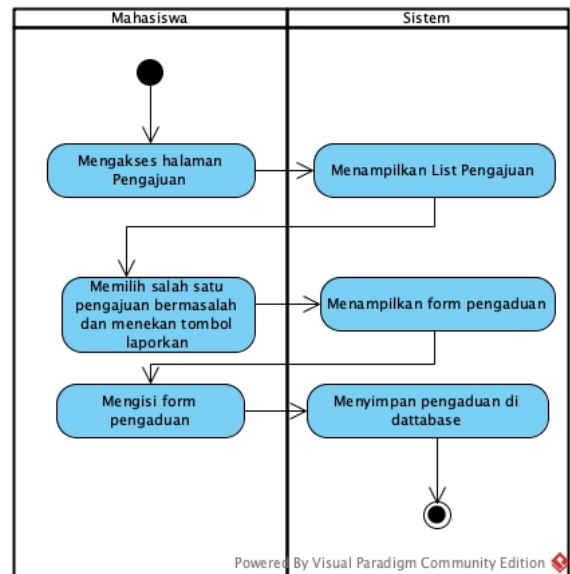 Mahasiswa
Sistem
Mengakses halaman
Pengajuan
Menampilkan List Pengajuan
Memilih salah satu
pengajuan bermasalah
dan menekan tombol
laporkan
Menampilkan form pengaduan
Mengisi form
pengaduan
Menyimpan pengaduan di
dattabase
Powered By Visual Paradigm Community Edition